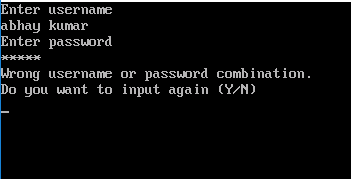 Enter username
abhay kumar
Enter password
*****
Wrong username or password combination.
Do you want to input again (Y/N)
_